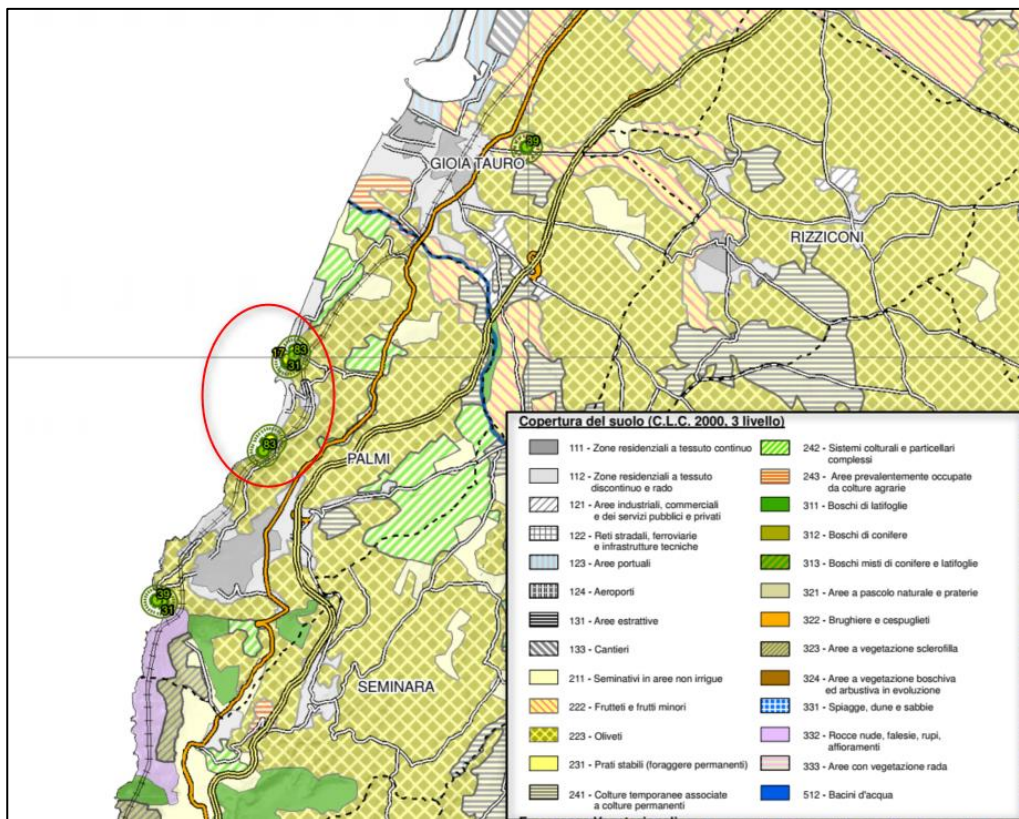 39
GIOIA TAURO
RIZZICONI
17 83
31
83
PALMI
39
31
SEMINARA
Copertura del suolo (C.L.C. 2000, 3 livello)
111 - Zone residenziali a tessuto continuo
112 - Zone residenziali a tessuto
discontinuo e rado
121 - Aree industriali, commerciali
e dei servizi pubblici e privati
122 - Reti stradali, ferroviarie
e infrastrutture tecniche
123 - Aree portuali
124 - Aeroporti
131 - Aree estrattive
133 - Cantieri
211 - Seminativi in aree non irrigue
222 - Frutteti e frutti minori
223 - Oliveti
231 - Prati stabili (foraggere permanenti)
241 - Colture temporanee associate
a colture permanenti
242 - Sistemi colturali e particellari
complessi
243 - Aree prevalentemente occupate
da colture agrarie
311 - Boschi di latifoglie
312 - Boschi di conifere
313 - Boschi misti di conifere e latifoglie
321 - Aree a pascolo naturale e praterie
322 - Brughiere e cespuglieti
323 - Aree a vegetazione sclerofilla
324 - Aree a vegetazione boschiva
ed arbustiva in evoluzione
331 - Spiagge, dune e sabbie
332 - Rocce nude, falesie, rupi,
affioramenti
333 - Aree con vegetazione rada
512 - Bacini d'acqua